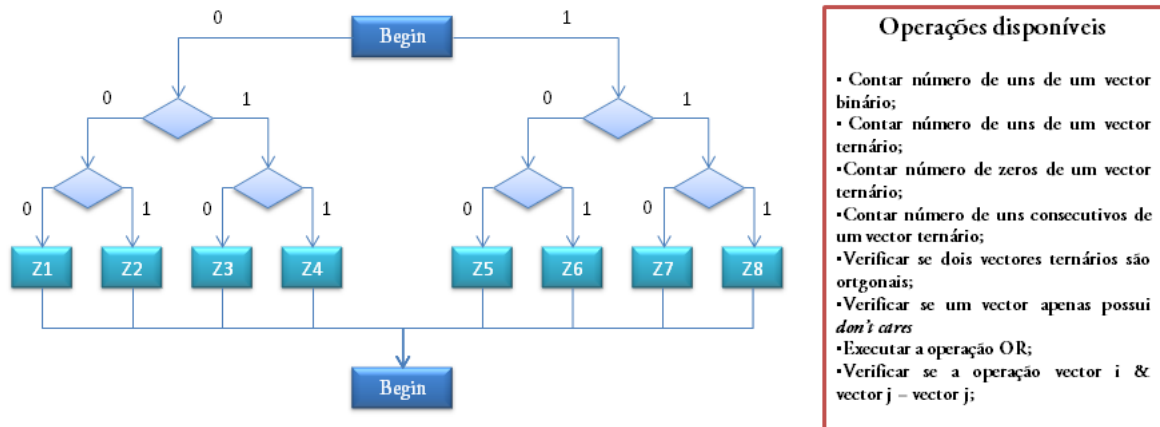 0
Begin
1
0
1
0
1
0
1
0
1
0
1
0
1
Z1
Z2
Z3
Z4
Z5
Z6
Z7
Z8
Begin
Operações disponíveis
▪ Contar número de uns de um vector
binário;
▪ Contar número de uns de um vector
ternário;
▪Contar número de zeros de um vector
ternário;
▪Contar número de uns consecutivos de
um vector ternário;
▪Verificar se dois vectores ternários são
ortgonais;
▪Verificar se um vector apenas possui
don't cares
▪Executar a operação OR;
▪Verificar se a operação vector i &
vector j – vector j;